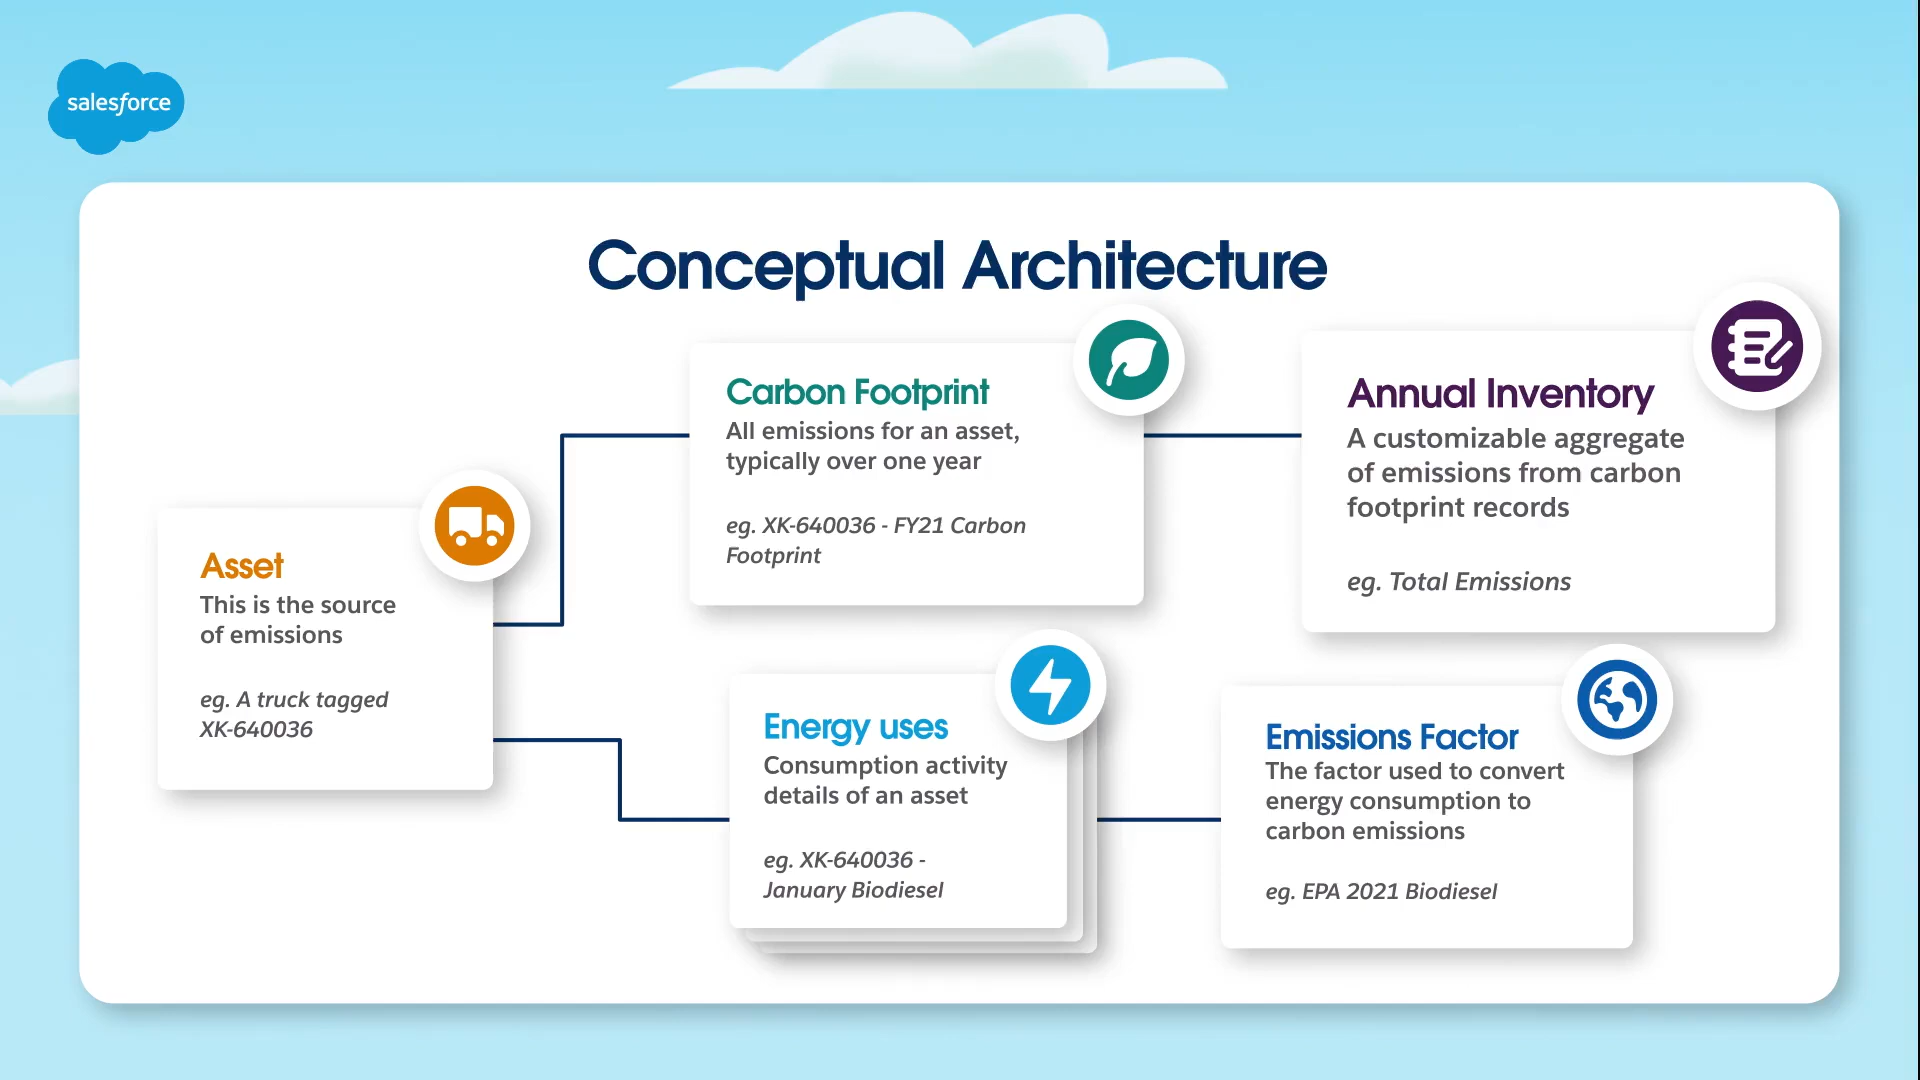 salesforce
Conceptual Architecture
Asset
This is the source
of emissions
eg. A truck tagged
XK-640036
Carbon Footprint
All emissions for an asset,
typically over one year
eg. XK-640036 - FY21 Carbon
Footprint
Annual Inventory
A customizable aggregate
of emissions from carbon
footprint records
eg. Total Emissions
Energy uses
Consumption activity
details of an asset
eg. XK-640036 -
January Biodiesel
Emissions Factor
The factor used to convert
energy consumption to
carbon emissions
eg. EPA 2021 Biodiesel